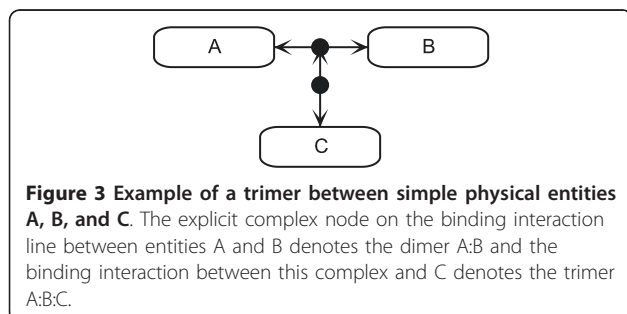 A
B
C
Figure 3 Example of a trimer between simple physical entities
A, B, and C. The explicit complex node on the binding interaction
line between entities A and B denotes the dimer A:B and the
binding interaction between this complex and C denotes the trimer
A:B:C.